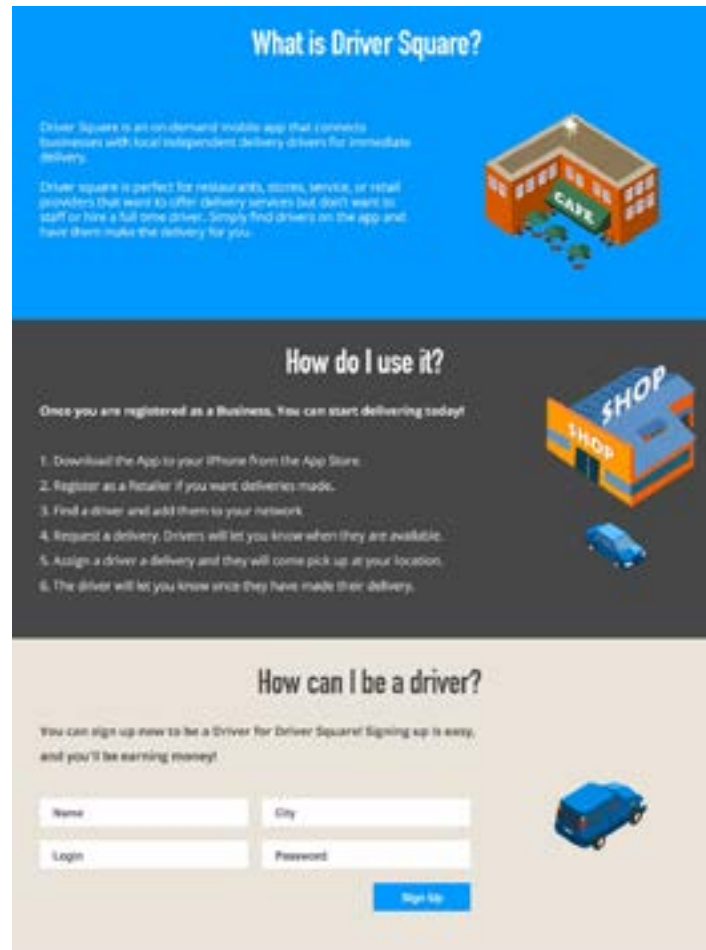 What is Driver Square?
Driver Square is an on-demand mobile app that connects
businesses with local independent delivery drivers for immediate
delivery.
Driver square is perfect for restaurants, stores, service, or retail
providers that want to offer delivery services but don't want to
staff or hire a full time driver. Simply find drivers on the app and
have them make the delivery for you.
CAFE
How do I use it?
SHOP
Once you are registered as a Business, You can start delivering today!
SHOP
1. Download the App to your iPhone from the App Store.
2. Register as a Retailer if you want deliveries made.
3. Find a driver and add them to your network
4. Request a delivery. Drivers will let you know when they are available.
5. Assign a driver a delivery and they will come pick up at your location.
6. The driver will let you know once they have made their delivery.
How can I be a driver?
You can sign up now to be a Driver for Driver Square! Signing up is easy,
and you'll be earning money!
Name
City
Login
Password
Sign Up